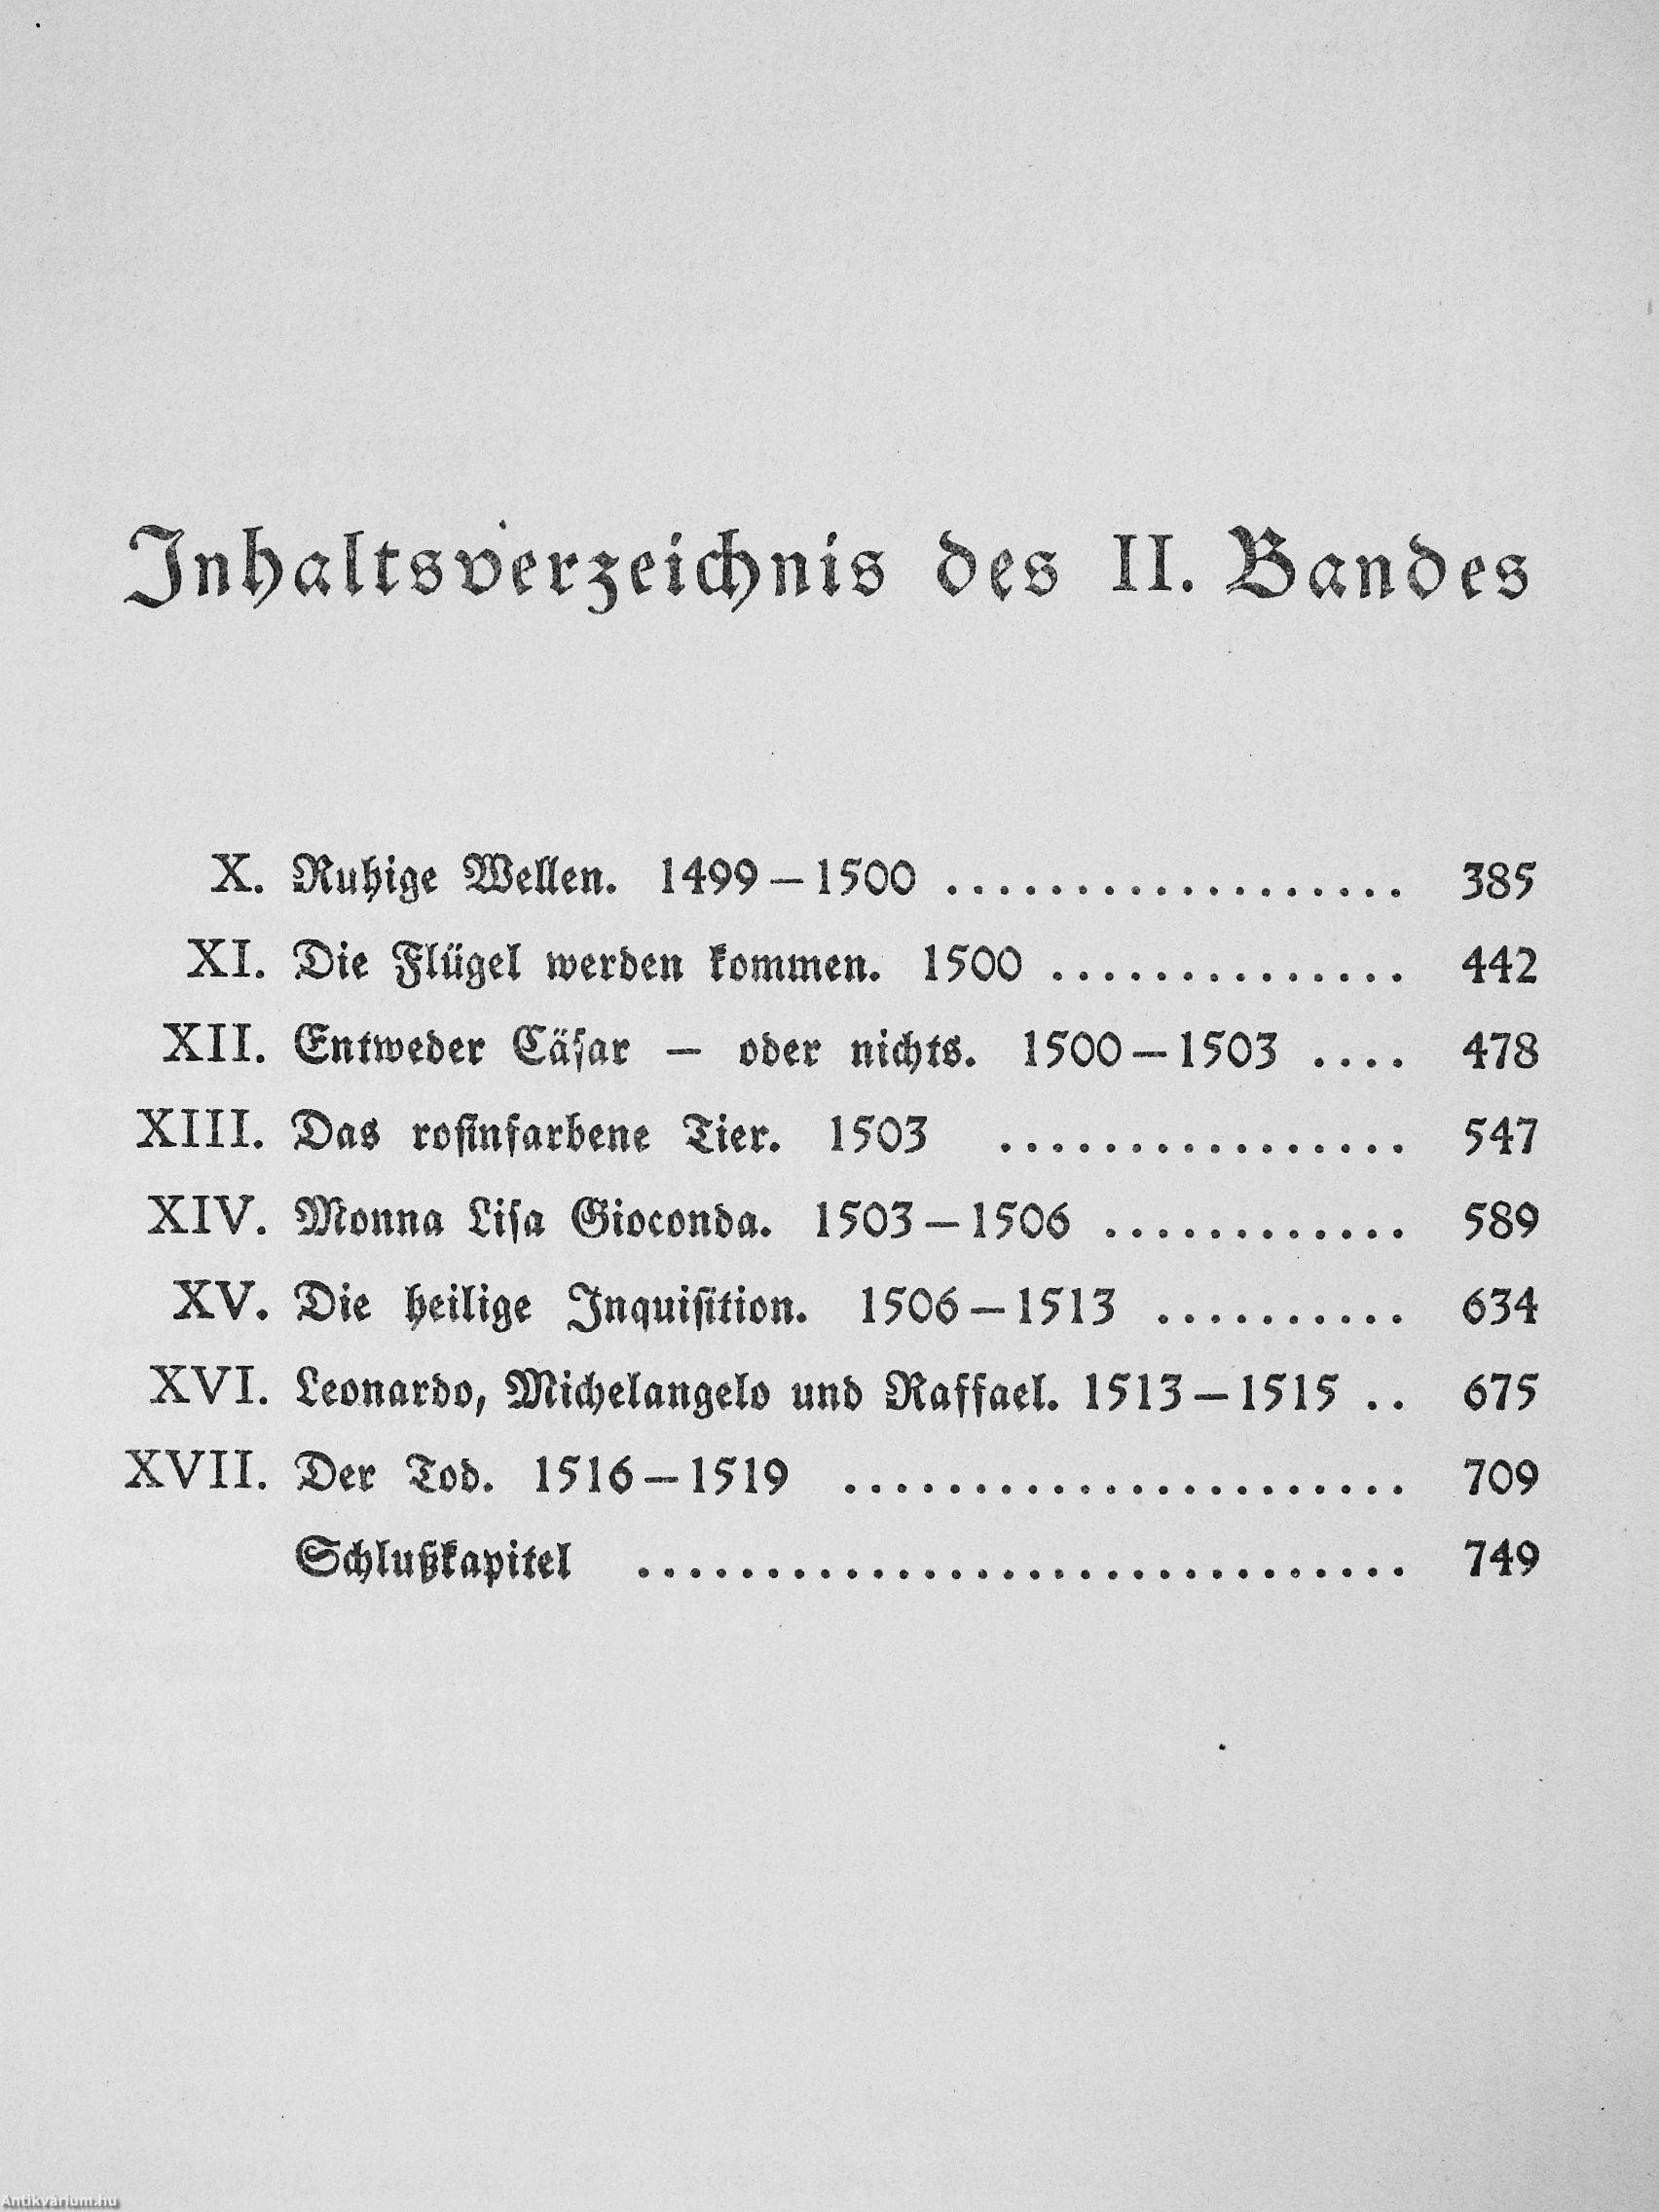 Inhaltsverzeichnis des II. Bandes
X. Ruhige Wellen. 1499–1500 .................. 385
XI. Die Flügel werden kommen. 1500 .............. 442
XII. Entweder Cäsar – oder nichts. 1500–1503 .... 478
XIII. Das rosinfarbene Tier. 1503 ................ 547
XIV. Monna Lisa Gioconda. 1503–1506 ............ 589
XV. Die heilige Inquisition. 1506–1513 .......... 634
XVI. Leonardo, Michelangelo und Raffael. 1513–1515 .. 675
XVII. Der Tod. 1516–1519 ...................... 709
Schlußkapitel .............................. 749
Antikvárium.hu